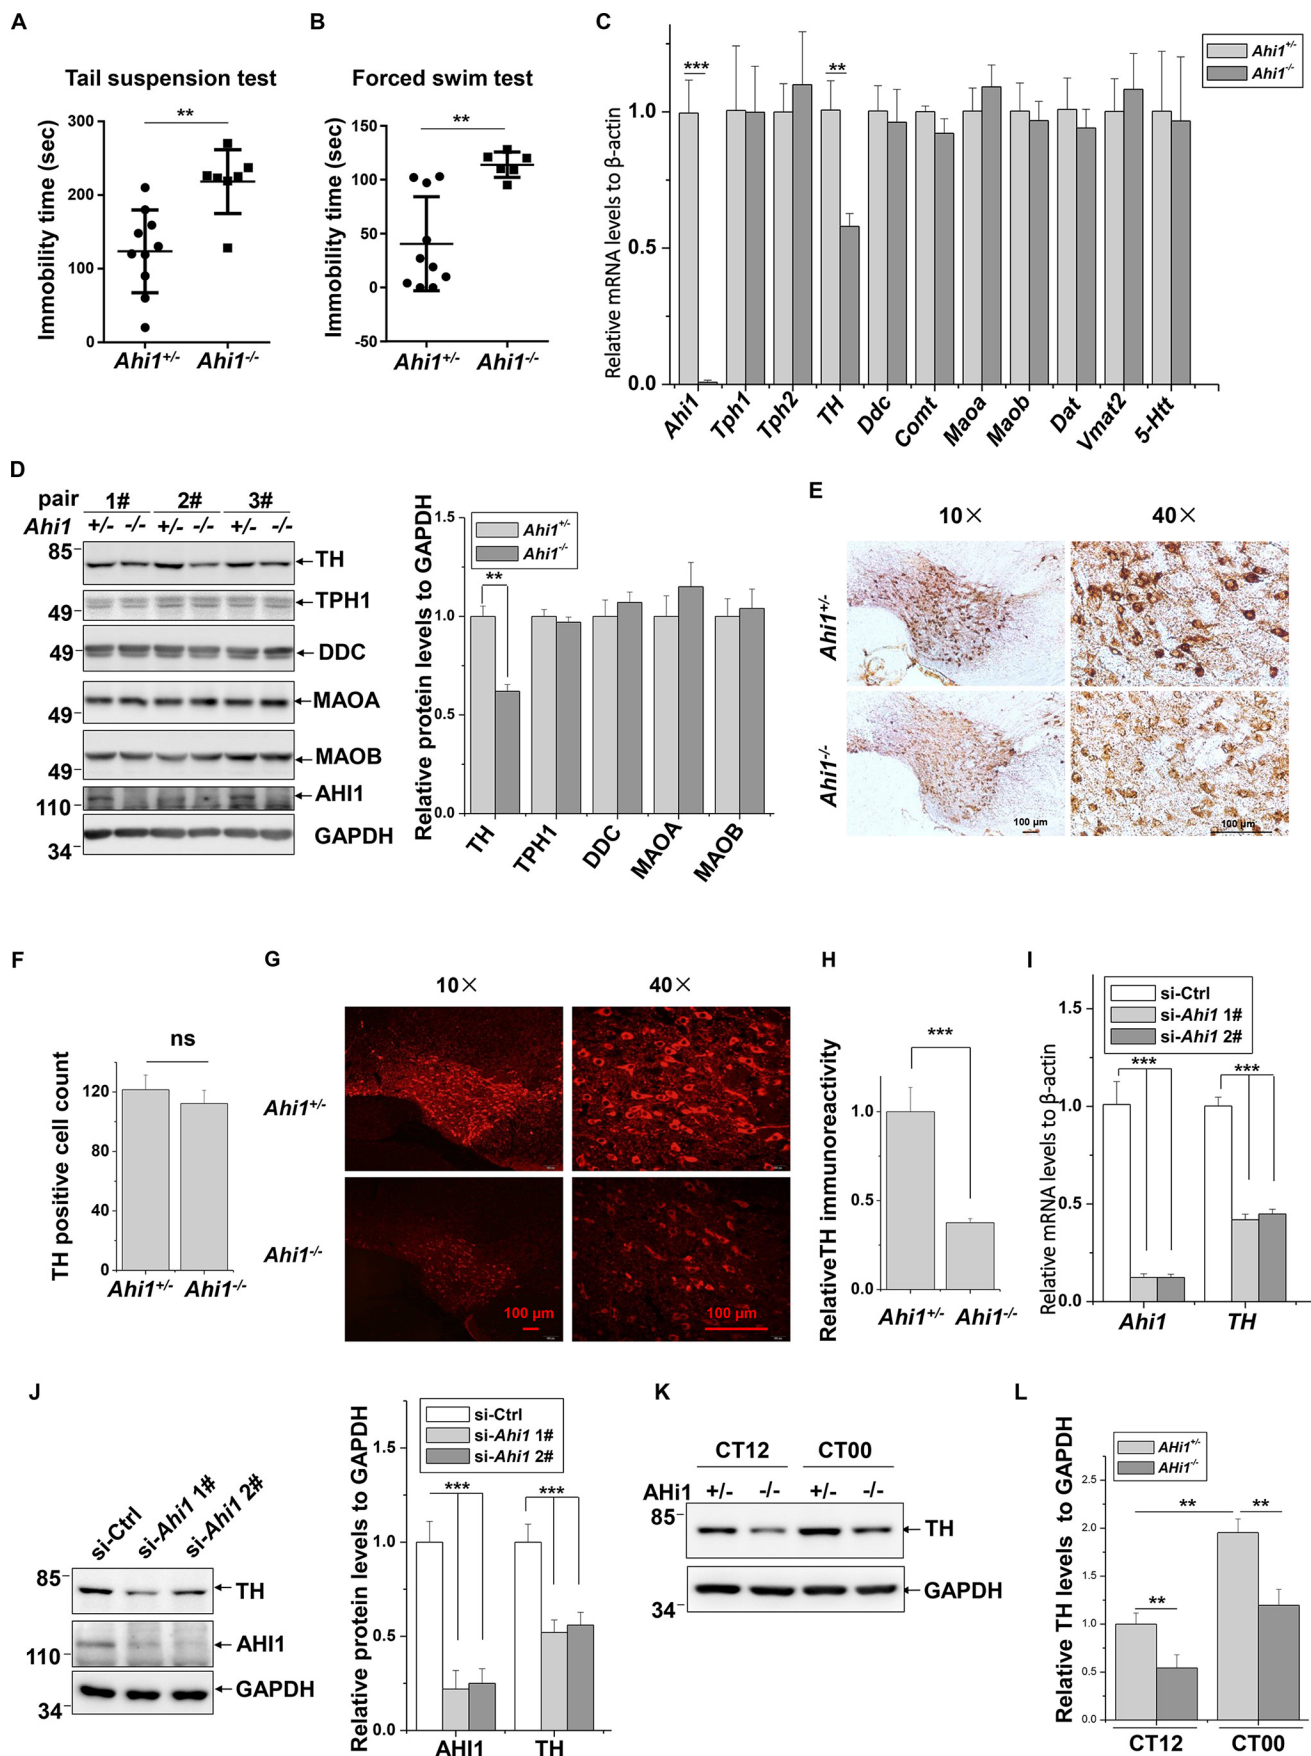 A
Tail suspension test
**
Immobility time (sec)
300
200
100
0
Ahi1+/-
Ahi1-/-
B
Forced swim test
**
Immobility time (sec)
150
100
50
0
-50
Ahi1+/-
Ahi1-/-
C
Ahi1+/-
Ahi1-/-
***
**
Relative mRNA levels to β-actin
1.0
0.5
0.0
Ahi1
Tph1
Tph2
TH
Ddc
Comt
Maoa
Maob
Dat
Vmat2
5-Htt
D
pair 1# 2# 3#
Ahi1 +/- -/- +/- -/- +/- -/-
85 TH
49 TPH1
49 DDC
49 MAOA
49 MAOB
110 AHI1
34 GAPDH
Relative protein levels to GAPDH
1.5
1.0
0.5
0.0
Ahi1+/-
Ahi1-/-
**
TH
TPH1
DDC
MAOA
MAOB
E
10× 40×
Ahi1+/-
Ahi1-/-
100 μm
100 μm
F
ns
TH positive cell count
120
80
40
0
Ahi1+/-
Ahi1-/-
G
10× 40×
Ahi1+/-
Ahi1-/-
100 μm
100 μm
H
***
RelativeTH immunoreactivity
1.0
0.5
0.0
Ahi1+/-
Ahi1-/-
I
si-Ctrl
si-Ahi1 1#
si-Ahi1 2#
*** ***
Relative mRNA levels to β-actin
1.5
1.0
0.5
0.0
Ahi1 TH
J
si-Ctrl
si-Ahi1 1#
si-Ahi1 2#
85 TH
110 AHI1
34 GAPDH
Relative protein levels to GAPDH
1.5
1.0
0.5
0.0
si-Ctrl
si-Ahi1 1#
si-Ahi1 2#
*** ***
AHI1 TH
K
CT12 CT00
AHi1 +/- -/- +/- -/-
85 TH
34 GAPDH
L
Relative TH levels to GAPDH
2.5
2.0
1.5
1.0
0.5
0.0
AHi1+/-
AHi1-/-
** **
**
CT12 CT00